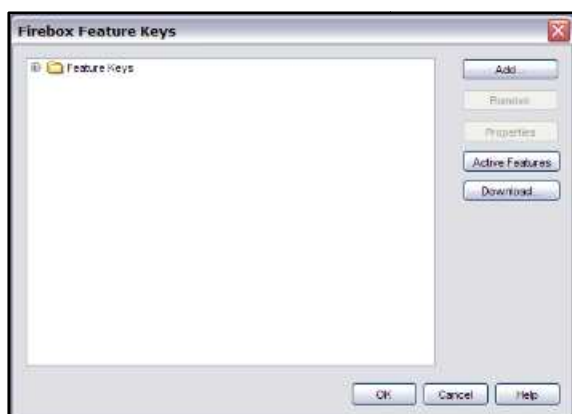 Firebox Feature Keys
Feature Keys
Add...
Remove
Properties
Active Features
Download...
OK
Cancel
Help